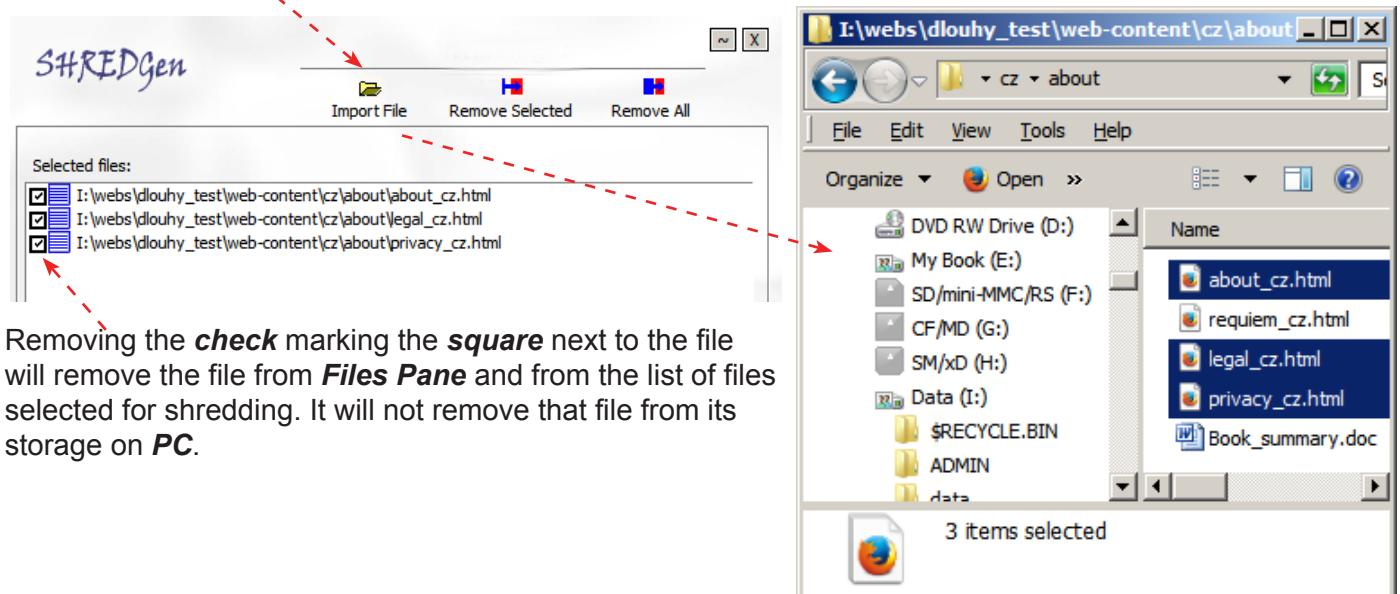 SHREDGen
~ X
Import File Remove Selected Remove All
Selected files:
I:\webs\dlouhy_test\web-content\cz\about\about_cz.html
I:\webs\dlouhy_test\web-content\cz\about\legal_cz.html
I:\webs\dlouhy_test\web-content\cz\about\privacy_cz.html
Removing the check marking the square next to the file
will remove the file from Files Pane and from the list of files
selected for shredding. It will not remove that file from its
storage on PC.
I:\webs\dlouhy_test\web-content\cz\about
cz about
File Edit View Tools Help
Organize Open »
DVD RW Drive (D:)
My Book (E:)
SD/mini-MMC/RS (F:)
CF/MD (G:)
SM/xD (H:)
Data (I:)
$RECYCLE.BIN
ADMIN
data
Name
about_cz.html
requiem_cz.html
legal_cz.html
privacy_cz.html
Book_summary.doc
3 items selected